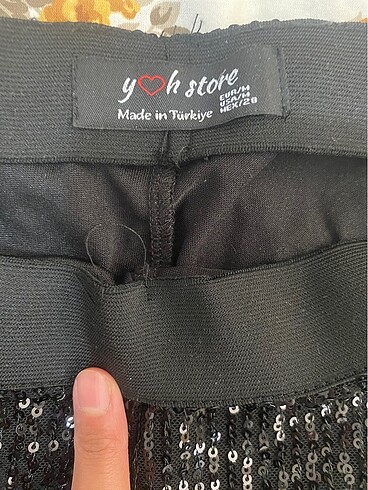 y♡h store
Made in Türkiye
EUR/M
USA/M
MEX/28